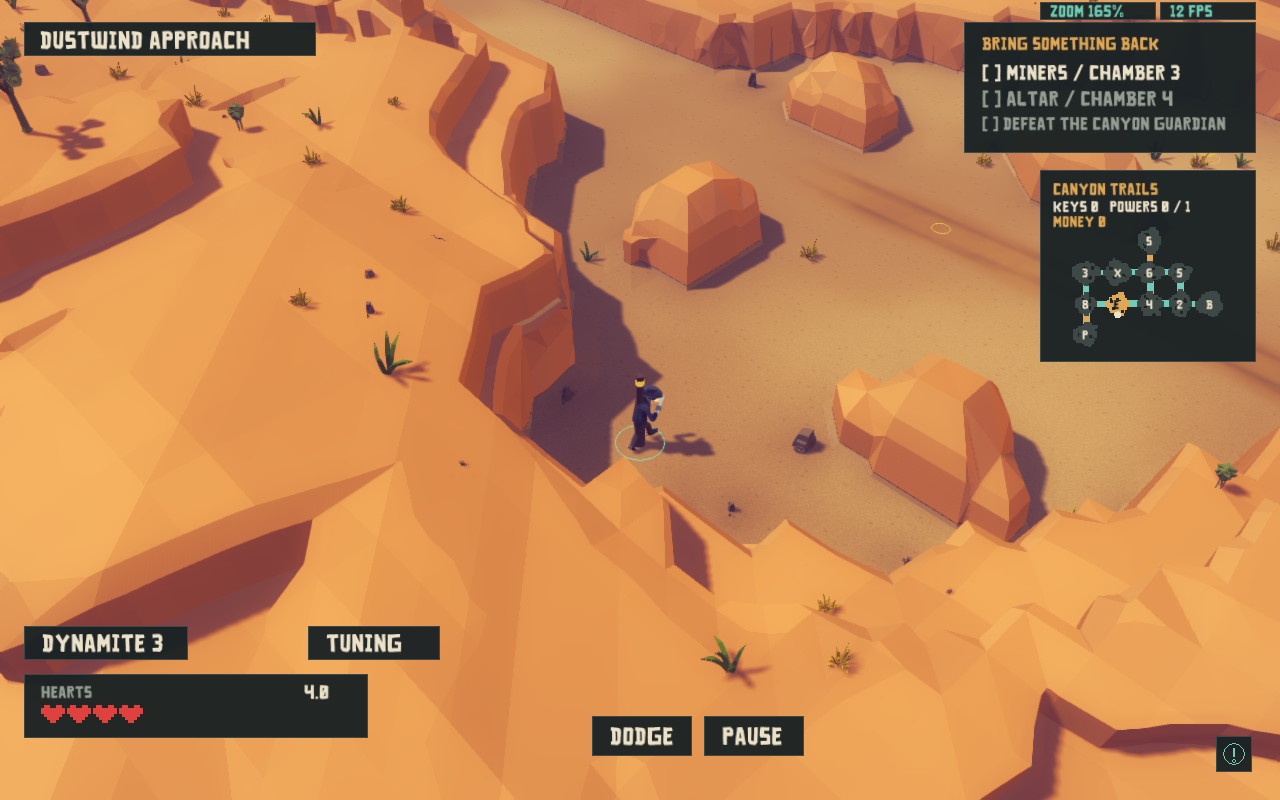 ZOOM 165% 12 FPS
DUSTWIND APPROACH
BRING SOMETHING BACK
[ ] MINERS / CHAMBER 3
[ ] ALTAR / CHAMBER 4
[ ] DEFEAT THE CANYON GUARDIAN
CANYON TRAILS
KEYS 0 POWERS 0 / 1
MONEY 0
S
3 X 6 5
8 4 2 B
P
DYNAMITE 3
TUNING
HEARTS 4.0
DODGE
PAUSE